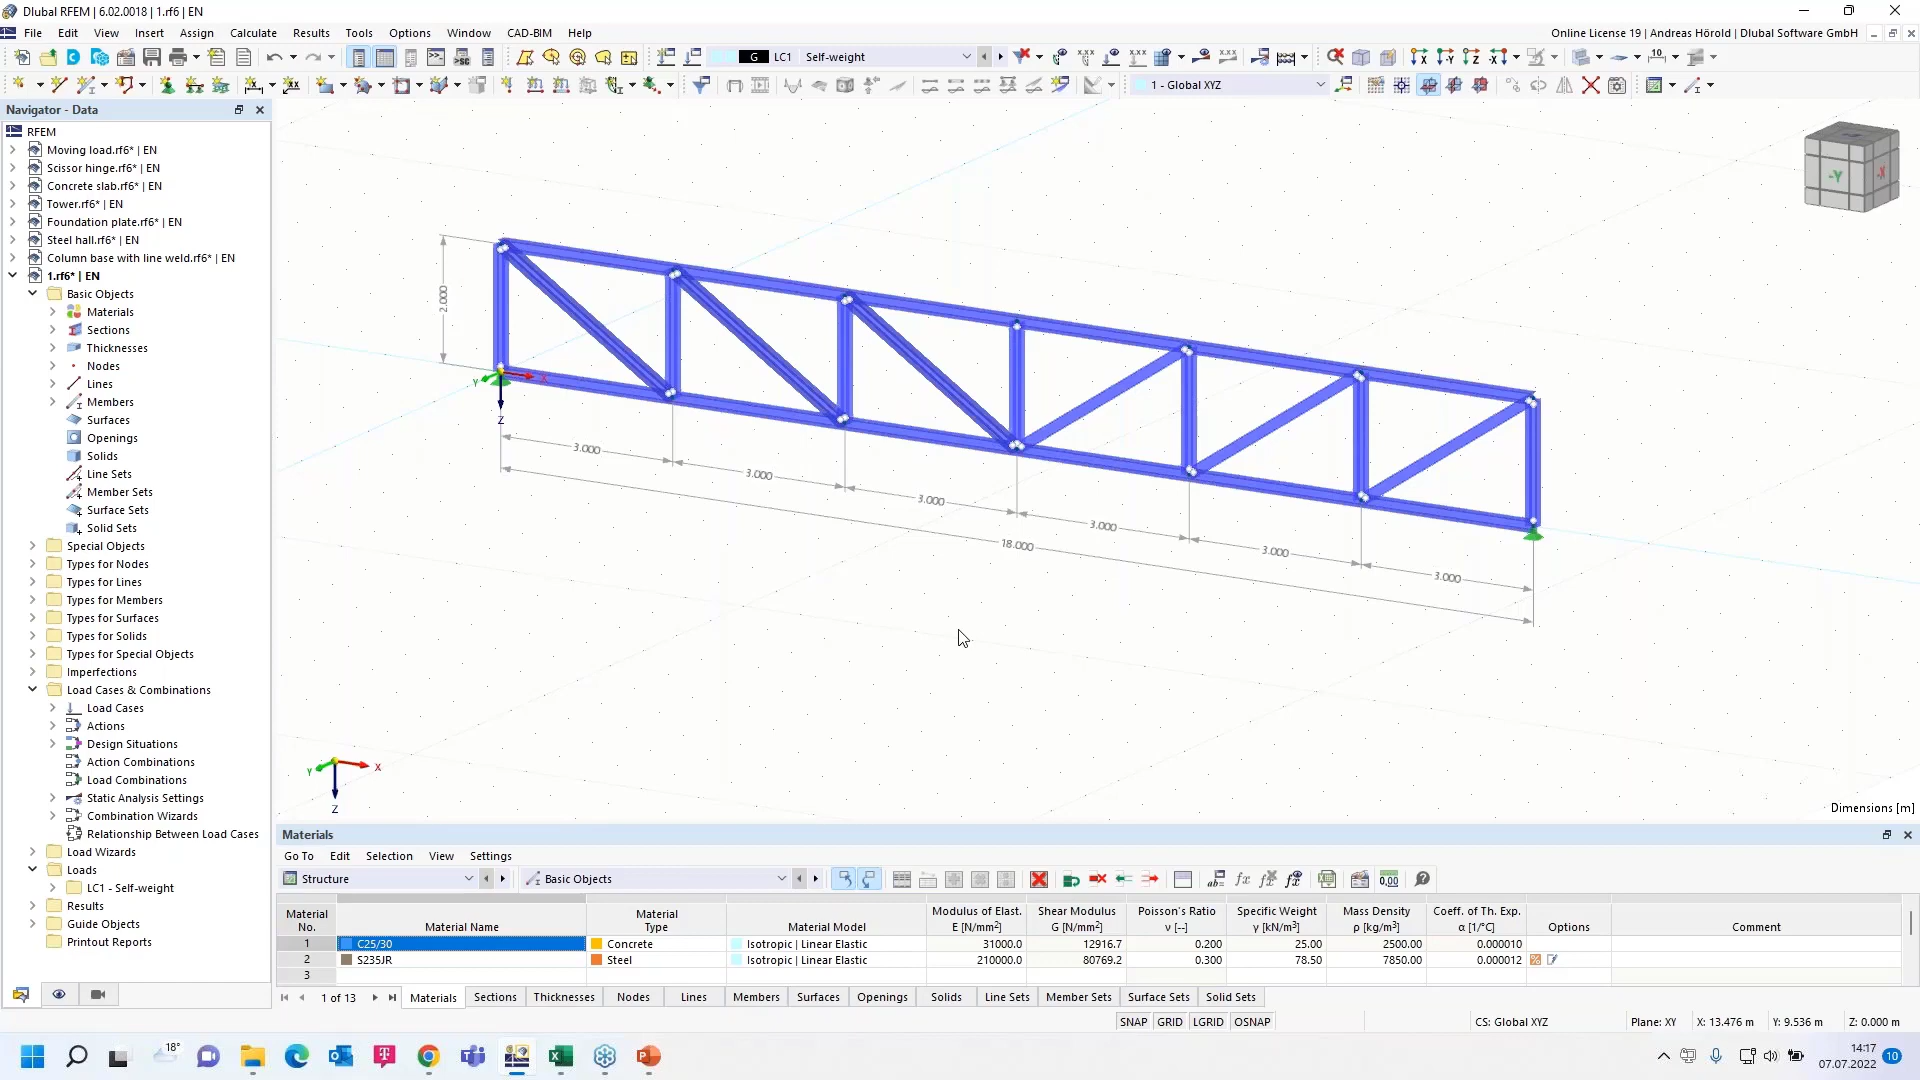 Dlubal RFEM | 6.02.0018 | 1.rf6 | EN
File Edit View Insert Assign Calculate Results Tools Options Window CAD-BIM Help
Online License 19 | Andreas Hörold | Dlubal Software GmbH
G LC1 Self-weight
1 - Global XYZ
Navigator - Data
RFEM
Moving load.rf6* | EN
Scissor hinge.rf6* | EN
Concrete slab.rf6* | EN
Tower.rf6* | EN
Foundation plate.rf6* | EN
Steel hall.rf6* | EN
Column base with line weld.rf6* | EN
1.rf6* | EN
Basic Objects
Materials
Sections
Thicknesses
Nodes
Lines
Members
Surfaces
Openings
Solids
Line Sets
Member Sets
Surface Sets
Solid Sets
Special Objects
Types for Nodes
Types for Lines
Types for Members
Types for Surfaces
Types for Solids
Types for Special Objects
Imperfections
Load Cases & Combinations
Load Cases
Actions
Design Situations
Action Combinations
Load Combinations
Static Analysis Settings
Combination Wizards
Relationship Between Load Cases
Load Wizards
Loads
LC1 - Self-weight
Results
Guide Objects
Printout Reports
-Y -X
2.000
Y X
Z
3.000
3.000
3.000
3.000
3.000
3.000
18.000
Y X
Z
Dimensions [m]
Materials
Go To Edit Selection View Settings
Structure Basic Objects
Material No. Material Name Material Type Material Model Modulus of Elast. E [N/mm²] Shear Modulus G [N/mm²] Poisson's Ratio ν [--] Specific Weight γ [kN/m³] Mass Density ρ [kg/m³] Coeff. of Th. Exp. α [1/°C] Options Comment
1 C25/30 Concrete Isotropic | Linear Elastic 31000.0 12916.7 0.200 25.00 2500.00 0.000010
2 S235JR Steel Isotropic | Linear Elastic 210000.0 80769.2 0.300 78.50 7850.00 0.000012
3
1 of 13 Materials Sections Thicknesses Nodes Lines Members Surfaces Openings Solids Line Sets Member Sets Surface Sets Solid Sets
SNAP GRID LGRID OSNAP
CS: Global XYZ Plane: XY X: 13.476 m Y: 9.536 m Z: 0.000 m
18°
14:17
07.07.2022
10